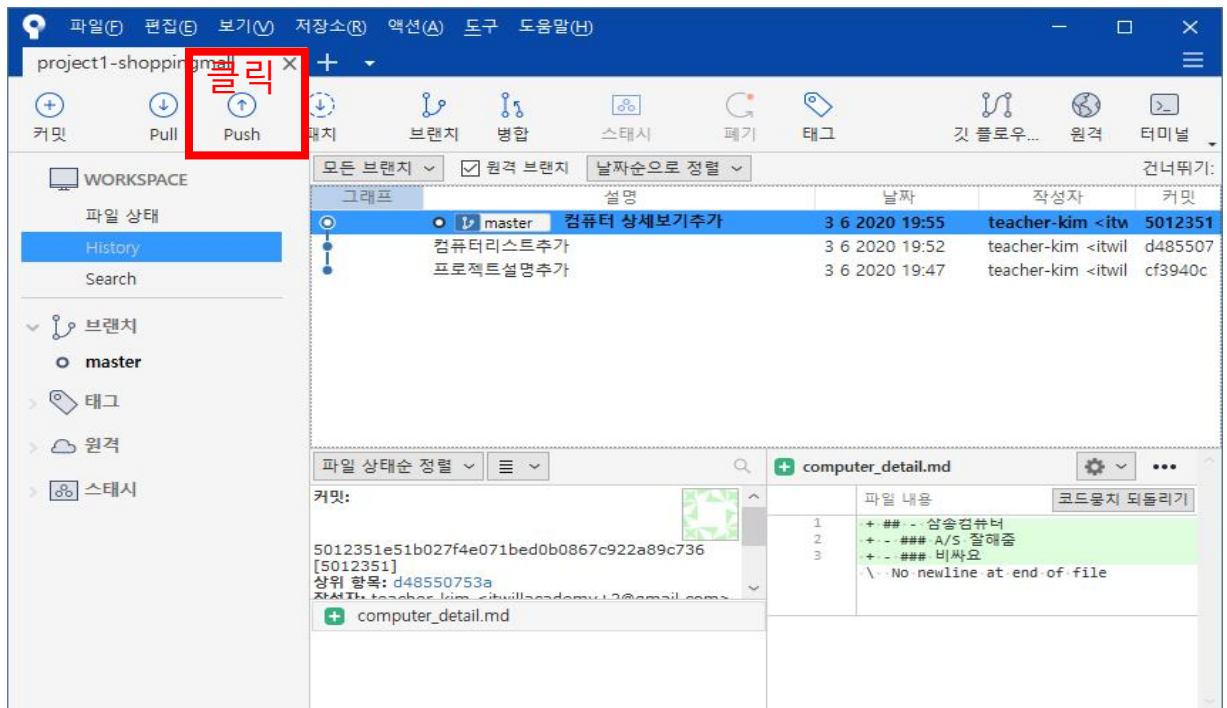 파일(F) 편집(E) 보기(V) 저장소(R) 액션(A) 도구 도움말(H)
project1-shoppingmall
클릭
커밋 Pull Push 패치 브랜치 병합 스태시 폐기 태그 깃 플로우... 원격 터미널
WORKSPACE
파일 상태
History
Search
브랜치
master
태그
원격
스태시
모든 브랜치 원격 브랜치 날짜순으로 정렬 건너뛰기:
그래프 설명 날짜 작성자 커밋
master 컴퓨터 상세보기추가 3 6 2020 19:55 teacher-kim <itw 5012351
컴퓨터리스트추가 3 6 2020 19:52 teacher-kim <itwil d485507
프로젝트설명추가 3 6 2020 19:47 teacher-kim <itwil cf3940c
파일 상태순 정렬
커밋:
5012351e51b027f4e071bed0b0867c922a89c736
[5012351]
상위 항목: d48550753a
작성자: teacher-kim <itwillacademy+2@gmail.com>
computer_detail.md
computer_detail.md
파일 내용 코드뭉치 되돌리기
1 + ## - 삼송컴퓨터
2 + - ### A/S 잘해줌
3 + - ### 비싸요
\ No newline at end of file